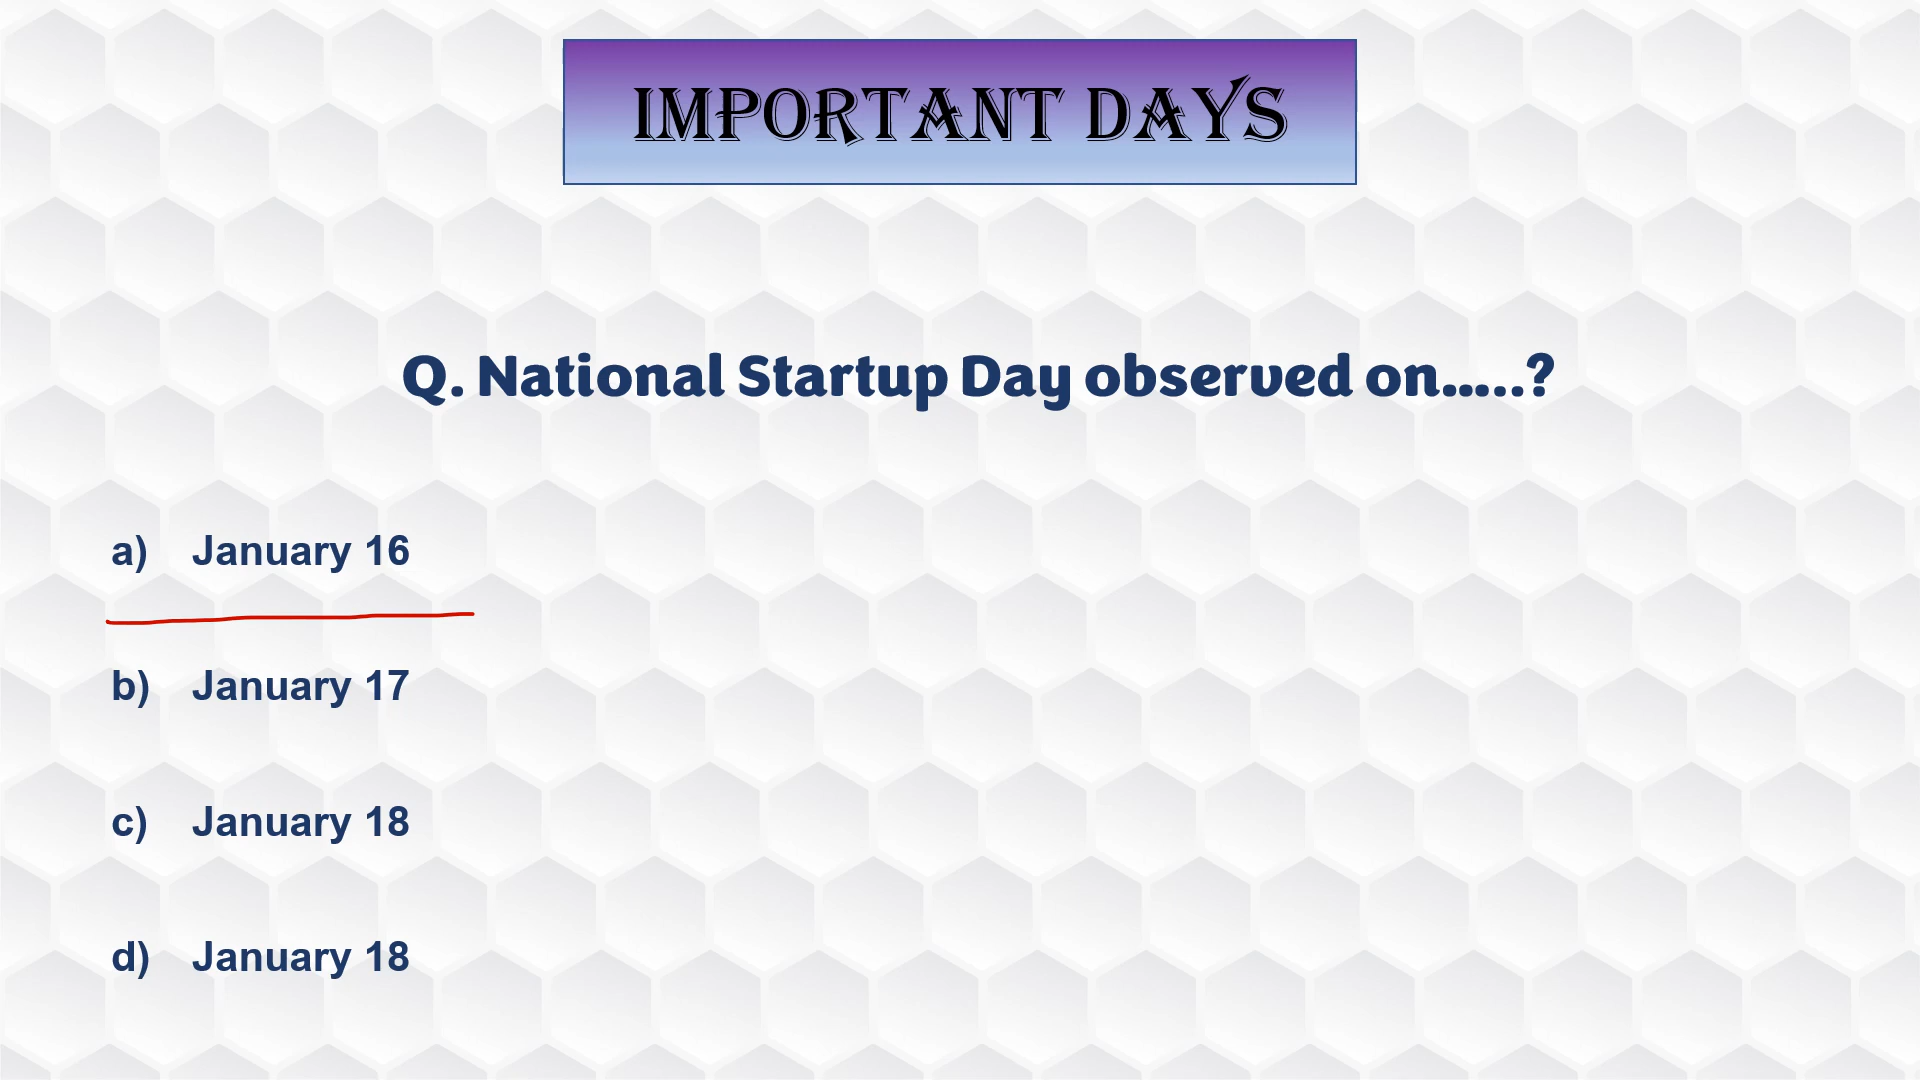 IMPORTANT DAYS
Q. National Startup Day observed on.....?
a) January 16
b) January 17
c) January 18
d) January 18